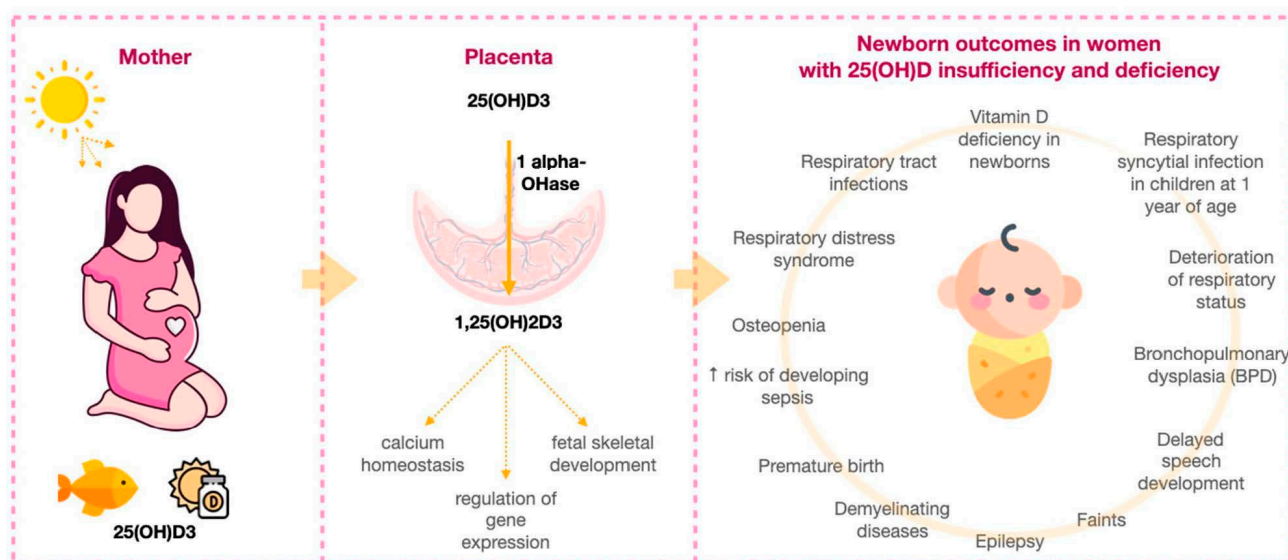 Mother
25(OH)D3
Placenta
25(OH)D3
1 alpha-
OHase
1,25(OH)2D3
calcium
homeostasis
regulation of
gene
expression
fetal skeletal
development
Newborn outcomes in women
with 25(OH)D insufficiency and deficiency
Vitamin D
deficiency in
newborns
Respiratory
syncytial infection
in children at 1
year of age
Deterioration
of respiratory
status
Bronchopulmonary
dysplasia (BPD)
Delayed
speech
development
Faints
Epilepsy
Demyelinating
diseases
Premature birth
↑ risk of developing
sepsis
Osteopenia
Respiratory distress
syndrome
Respiratory tract
infections
D